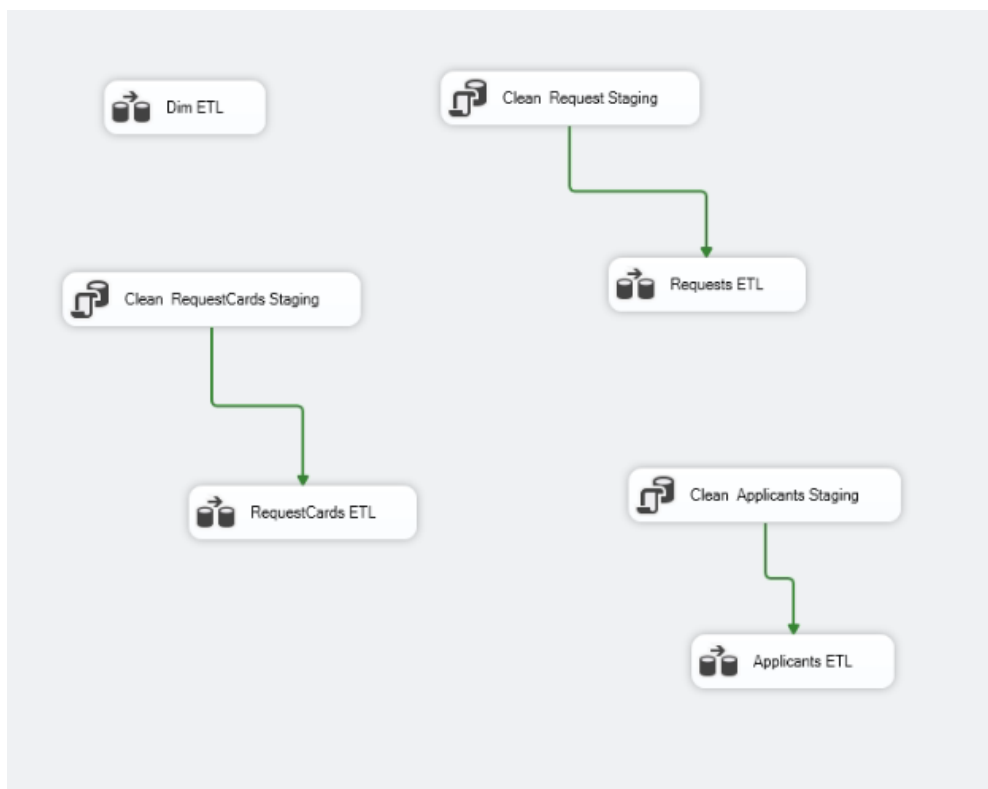 Dim ETL
Clean  Request Staging
Requests ETL
Clean  RequestCards Staging
RequestCards ETL
Clean  Applicants Staging
Applicants ETL